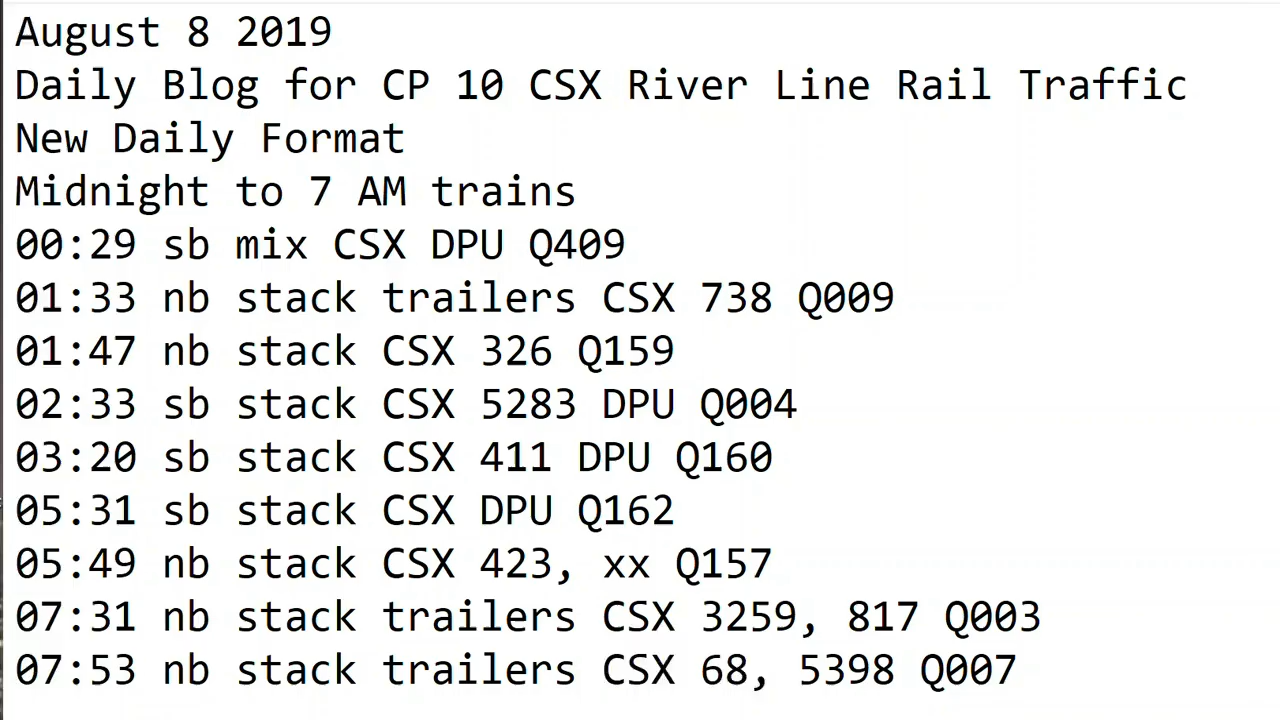 August 8 2019
Daily Blog for CP 10 CSX River Line Rail Traffic
New Daily Format
Midnight to 7 AM trains
00:29 sb mix CSX DPU Q409
01:33 nb stack trailers CSX 738 Q009
01:47 nb stack CSX 326 Q159
02:33 sb stack CSX 5283 DPU Q004
03:20 sb stack CSX 411 DPU Q160
05:31 sb stack CSX DPU Q162
05:49 nb stack CSX 423, xx Q157
07:31 nb stack trailers CSX 3259, 817 Q003
07:53 nb stack trailers CSX 68, 5398 Q007